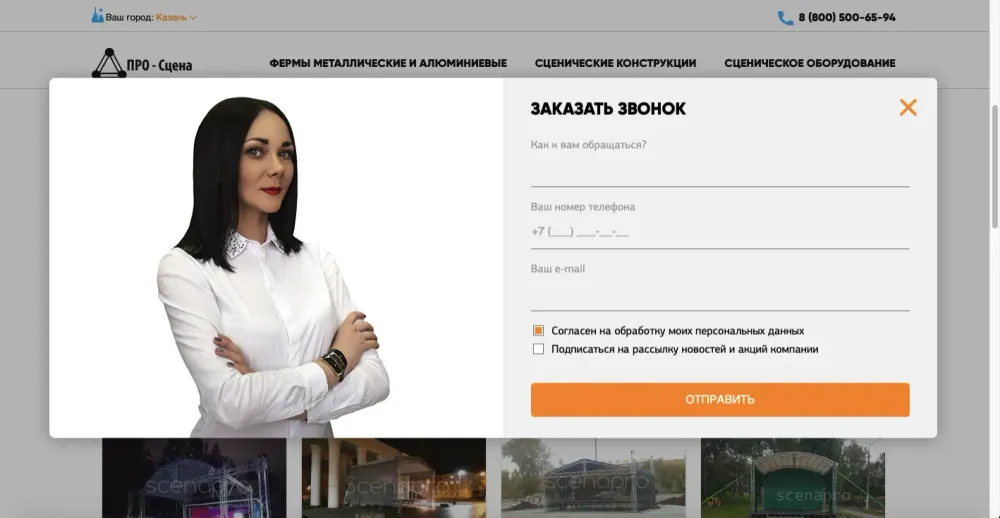 Ваш город: Казань
8 (800) 500-65-94
ПРО - Сцена
ФЕРМЫ МЕТАЛЛИЧЕСКИЕ И АЛЮМИНИЕВЫЕ
СЦЕНИЧЕСКИЕ КОНСТРУКЦИИ
СЦЕНИЧЕСКОЕ ОБОРУДОВАНИЕ
ЗАКАЗАТЬ ЗВОНОК
Как к вам обращаться?
Ваш номер телефона
+7 (___) ___-__-__
Ваш e-mail
Согласен на обработку моих персональных данных
Подписаться на рассылку новостей и акций компании
ОТПРАВИТЬ
scenapro
scenapro
scenapro
scenapro